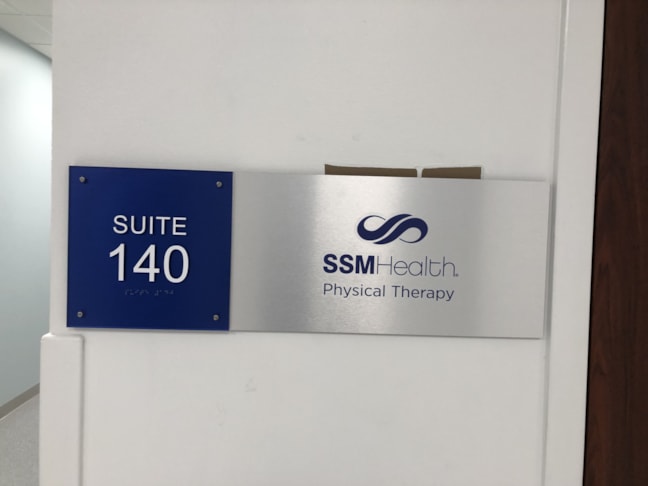 SUITE
140
SSMHealth.
Physical Therapy